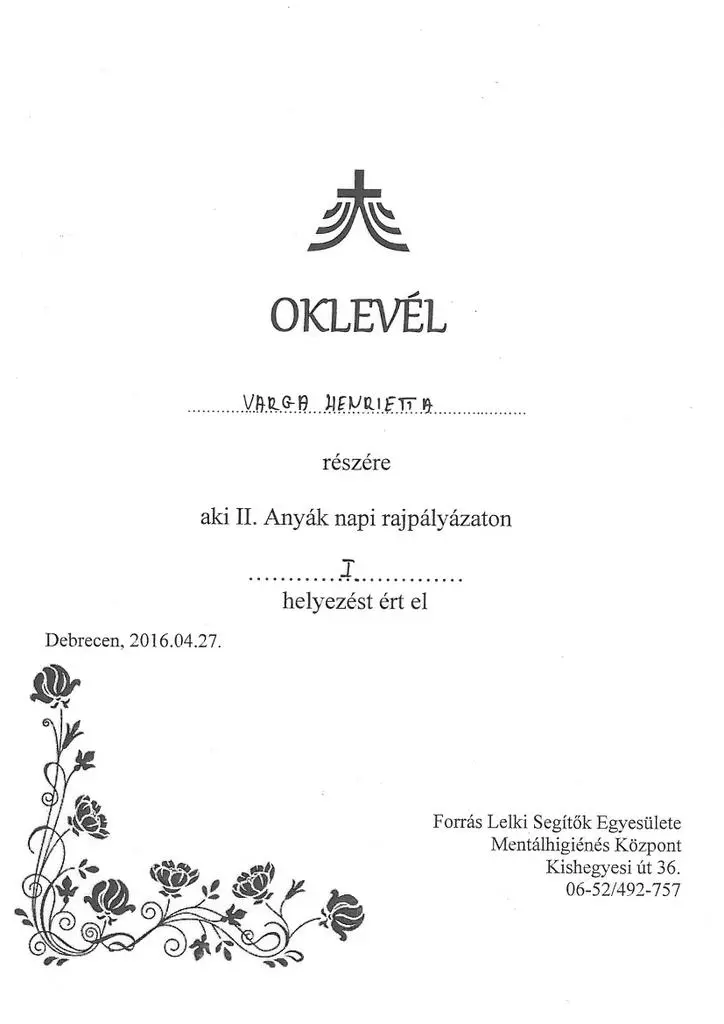 OKLEVÉL
VARGA HENRIETTA
részére
aki II. Anyák napi rajpályázaton
I.
helyezést ért el
Debrecen, 2016.04.27.
Forrás Lelki Segítők Egyesülete
Mentálhigiénés Központ
Kishegyesi út 36.
06-52/492-757